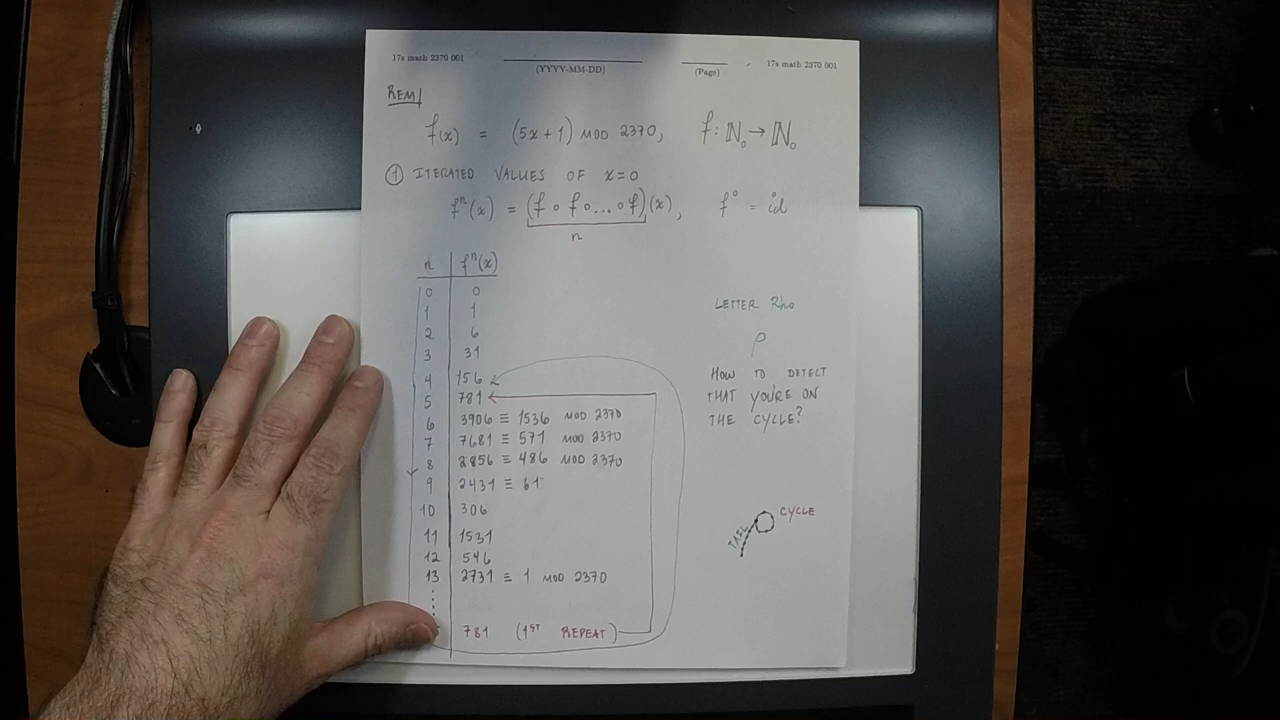 17s math 2370 001 (YYYY-MM-DD) (Page) 17s math 2370 001
REM
f(x) = (5x + 1) MOD 2370, f : ℕ₀ → ℕ₀
① ITERATED VALUES OF x=0
fⁿ(x) = (f ∘ f ∘ ... ∘ f)(x), f⁰ = id
n
n fⁿ(x)
0 0
1 1
2 6
3 31
4 156
5 781
6 3906 ≡ 1536 MOD 2370
7 7681 ≡ 571 MOD 2370
8 2856 ≡ 486 MOD 2370
9 2431 ≡ 61
10 306
11 1531
12 546
13 2731 ≡ 1 MOD 2370
781 (1ST REPEAT)
LETTER Rho
ρ
HOW TO DETECT
THAT YOU'RE ON
THE CYCLE?
CYCLE
TAIL